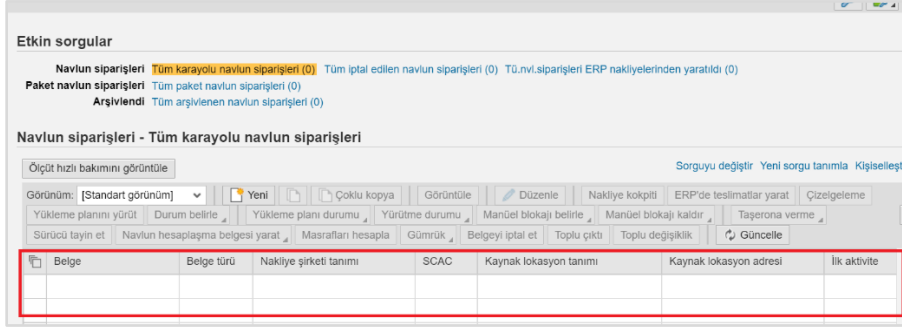 Etkin sorgular
Navlun siparişleri Tüm karayolu navlun siparişleri (0) Tüm iptal edilen navlun siparişleri (0) Tü.nvl.siparişleri ERP nakliyelerinden yaratıldı (0)
Paket navlun siparişleri Tüm paket navlun siparişleri (0)
Arşivlendi Tüm arşivlenen navlun siparişleri (0)
Navlun siparişleri - Tüm karayolu navlun siparişleri
Ölçüt hızlı bakımını görüntüle Sorguyu değiştir Yeni sorgu tanımla Kişiselleşt
Görünüm: [Standart görünüm] Yeni Çoklu kopya Görüntüle Düzenle Nakliye kokpiti ERP'de teslimatlar yarat Çizelgeleme
Yükleme planını yürüt Durum belirle Yükleme planı durumu Yürütme durumu Manüel blokajı belirle Manüel blokajı kaldır Taşerona verme
Sürücü tayin et Navlun hesaplaşma belgesi yarat Masrafları hesapla Gümrük Belgeyi iptal et Toplu çıktı Toplu değişiklik Güncelle
Belge Belge türü Nakliye şirketi tanımı SCAC Kaynak lokasyon tanımı Kaynak lokasyon adresi İlk aktivite